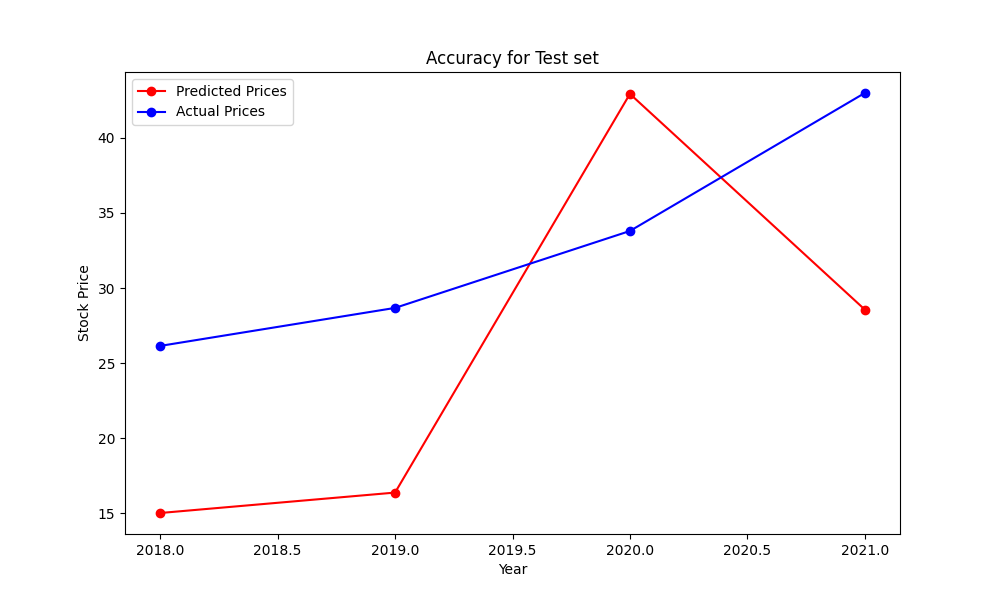 Accuracy for Test set
Predicted Prices
Actual Prices
40
35
30
25
20
15
Stock Price
2018.0 2018.5 2019.0 2019.5 2020.0 2020.5 2021.0
Year